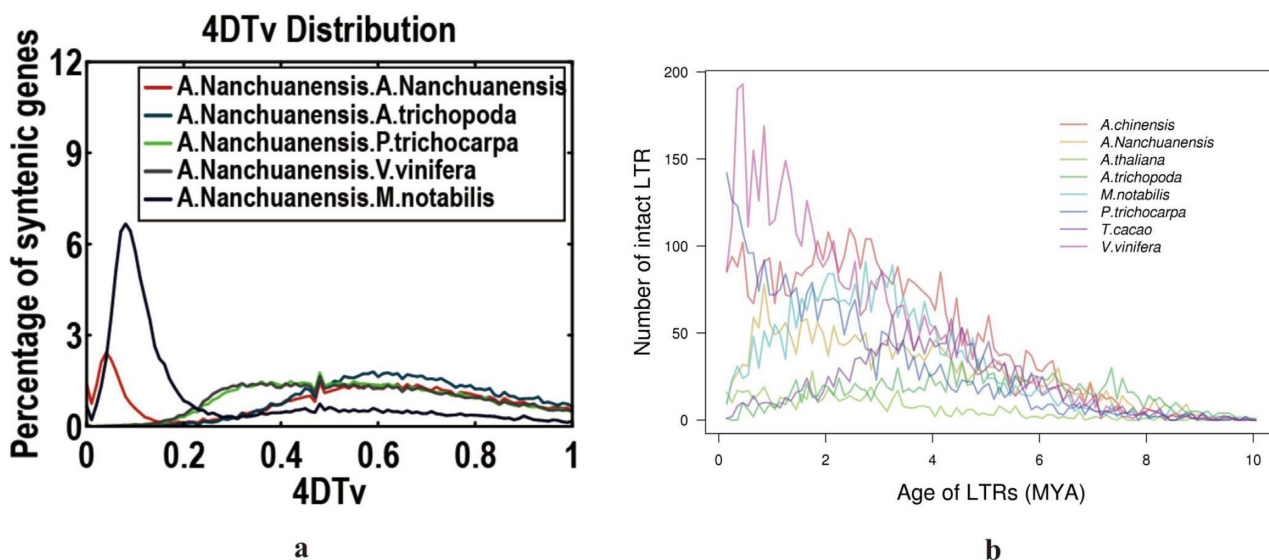 4DTv Distribution
Percentage of syntenic genes
12
9
6
3
0
A.Nanchuanensis.A.Nanchuanensis
A.Nanchuanensis.A.trichopoda
A.Nanchuanensis.P.trichocarpa
A.Nanchuanensis.V.vinifera
A.Nanchuanensis.M.notabilis
0 0.2 0.4 0.6 0.8 1
4DTv
a
Number of intact LTR
200
150
100
50
0
A.chinensis
A.Nanchuanensis
A.thaliana
A.trichopoda
M.notabilis
P.trichocarpa
T.cacao
V.vinifera
0 2 4 6 8 10
Age of LTRs (MYA)
b